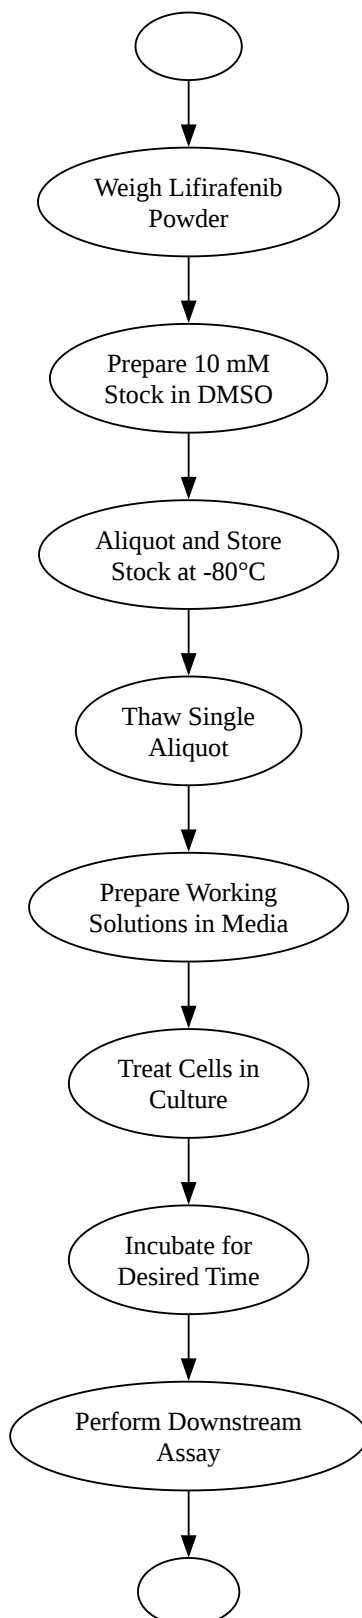 Weigh Lifirafenib
Powder
Prepare 10 mM
Stock in DMSO
Aliquot and Store
Stock at -80°C
Thaw Single
Aliquot
Prepare Working
Solutions in Media
Treat Cells in
Culture
Incubate for
Desired Time
Perform Downstream
Assay